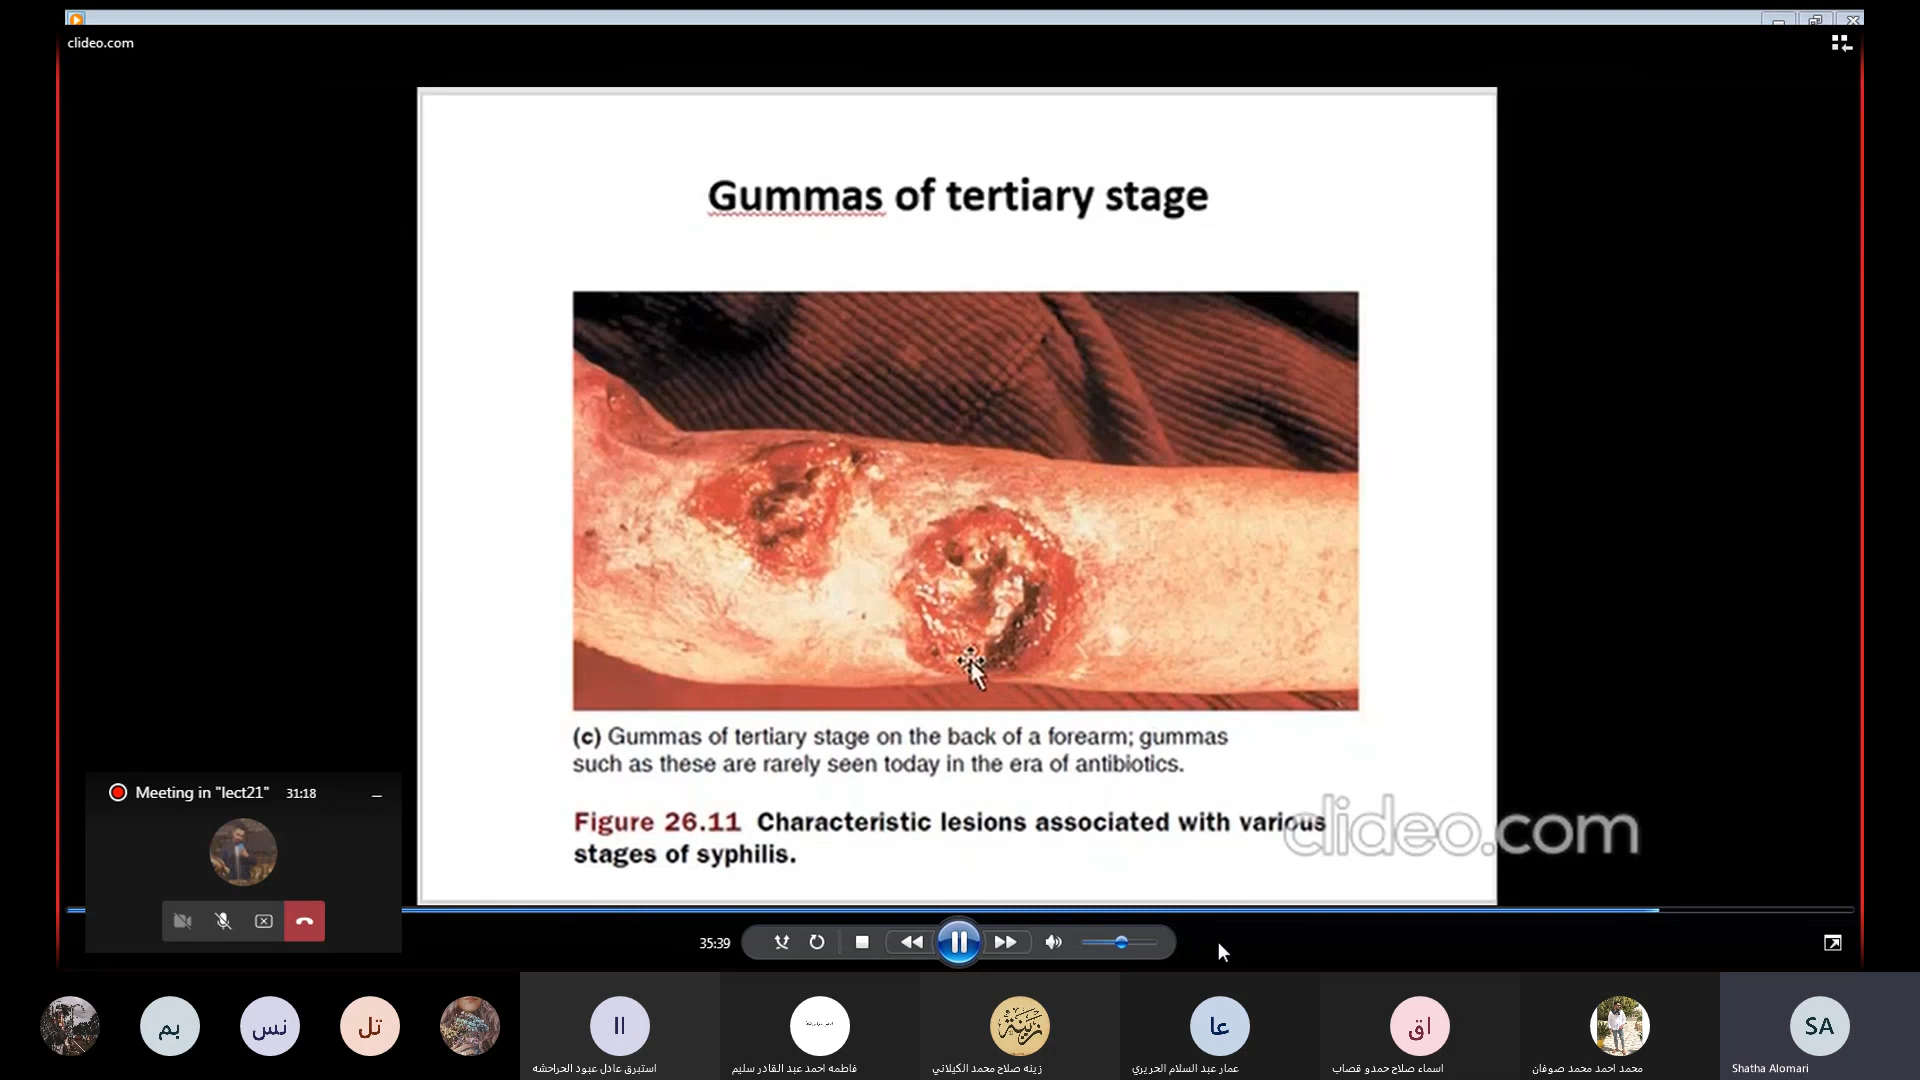 clideo.com
Gummas of tertiary stage
(c) Gummas of tertiary stage on the back of a forearm; gummas
such as these are rarely seen today in the era of antibiotics.
Figure 26.11 Characteristic lesions associated with various
stages of syphilis.
clideo.com
Meeting in "lect21" 31:18
35:39
بم
نس
تل
اا
زينة
عا
اق
SA
استبرق عادل عبود الحراحشه
فاطمه احمد عبد القادر سليم
زينه صلاح محمد الكيلاني
عمار عبد السلام الحريري
اسماء صلاح حمدو قصاب
محمد احمد محمد صوفان
Shatha Alomari